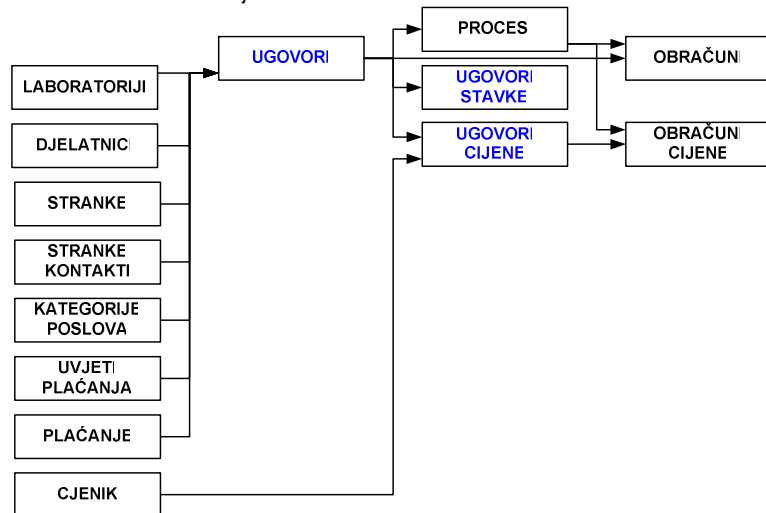 PROCES
UGOVORI
OBRAČUNI
LABORATORIJI
UGOVORI
STAVKE
DJELATNICI
UGOVORI
CIJENE
OBRAČUNI
CIJENE
STRANKE
STRANKE
KONTAKTI
KATEGORIJE
POSLOVA
UVJETI
PLAĆANJA
PLAĆANJE
CJENIK